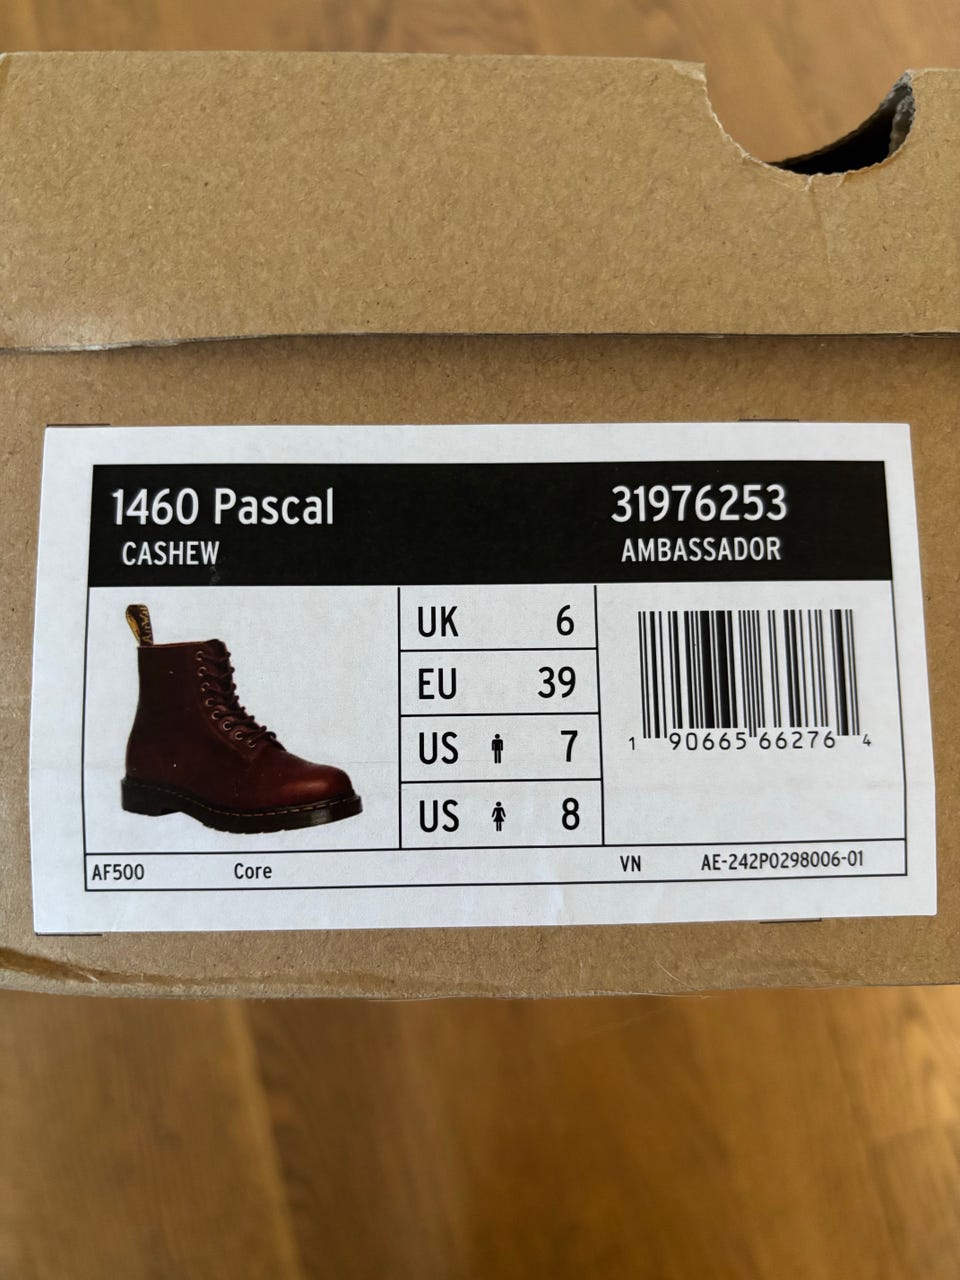 1460 Pascal 31976253
CASHEW AMBASSADOR
UK 6
EU 39
US 7
US 8
1 90665 66276 4
AF500 Core VN AE-242P0298006-01